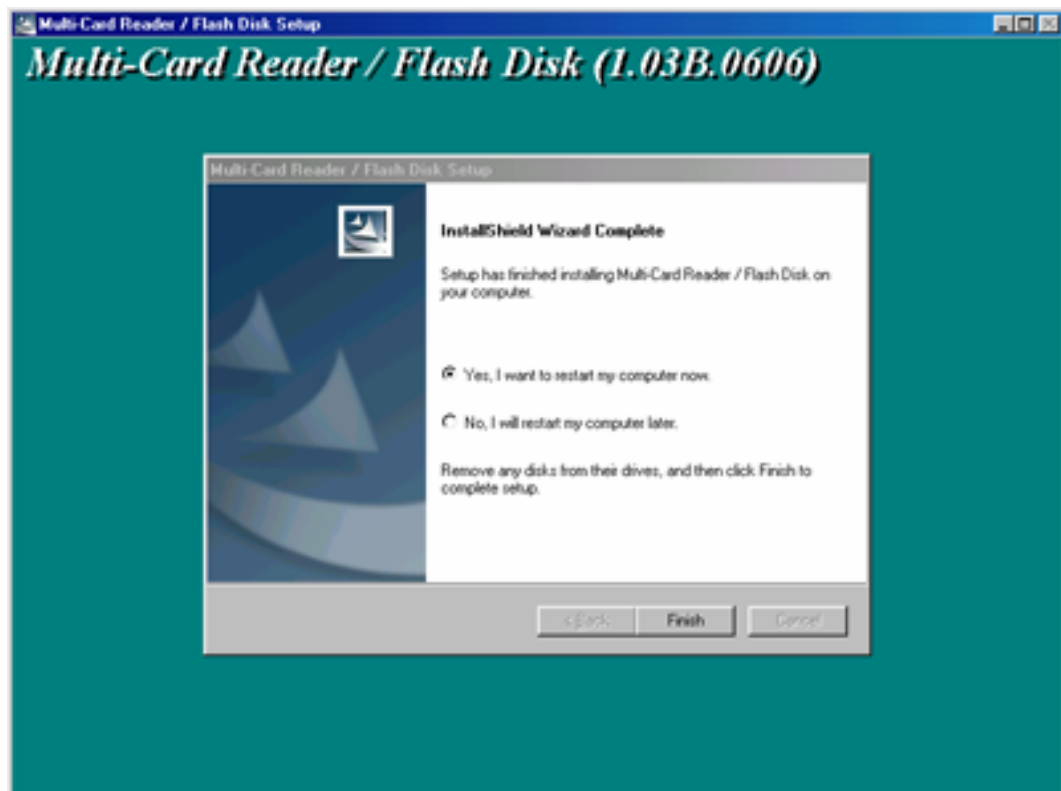 Multi-Card Reader / Flash Disk Setup
Multi-Card Reader / Flash Disk (1.03B.0606)
Multi-Card Reader / Flash Disk Setup
InstallShield Wizard Complete
Setup has finished installing Multi-Card Reader / Flash Disk on
your computer.
Yes, I want to restart my computer now.
No, I will restart my computer later.
Remove any disks from their drives, and then click Finish to
complete setup.
< Back Finish Cancel